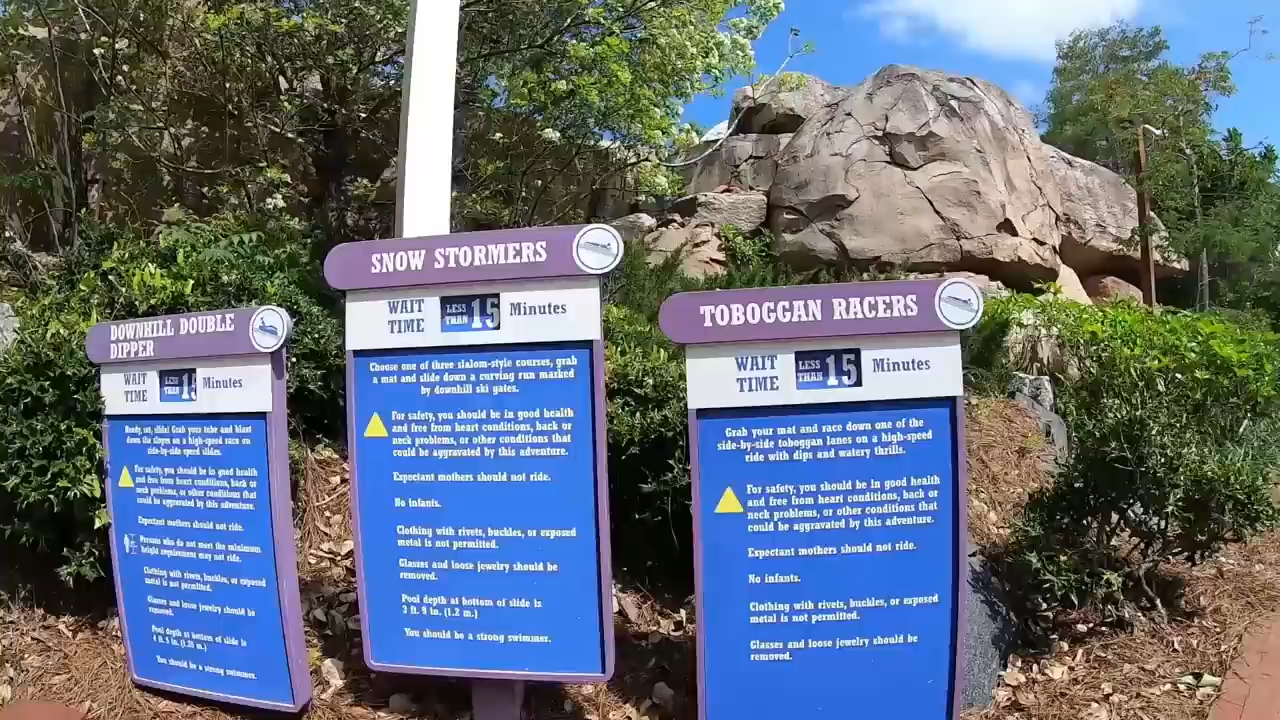 DOWNHILL DOUBLE
DIPPER
WAIT
TIME
LESS
THAN
15
Minutes
Ready, set, slide! Grab your tube and blast
down the slopes on a high-speed race on
side-by-side speed slides.
For safety, you should be in good health
and free from heart conditions, back or
neck problems, or other conditions that
could be aggravated by this adventure.
Expectant mothers should not ride.
Persons who do not meet the minimum
height requirement may not ride.
Clothing with rivets, buckles, or exposed
metal is not permitted.
Glasses and loose jewelry should be
removed.
Pool depth at bottom of slide is
You should be a strong swimmer.
SNOW STORMERS
WAIT
TIME
LESS
THAN
15
Minutes
Choose one of three slalom-style courses, grab
a mat and slide down a curving run marked
by downhill ski gates.
For safety, you should be in good health
and free from heart conditions, back or
neck problems, or other conditions that
could be aggravated by this adventure.
Expectant mothers should not ride.
No infants.
Clothing with rivets, buckles, or exposed
metal is not permitted.
Glasses and loose jewelry should be
removed.
Pool depth at bottom of slide is
3 ft. 9 in. (1.2 m.)
You should be a strong swimmer.
TOBOGGAN RACERS
WAIT
TIME
LESS
THAN
15
Minutes
Grab your mat and race down one of the
side-by-side toboggan lanes on a high-speed
ride with dips and watery thrills.
For safety, you should be in good health
and free from heart conditions, back or
neck problems, or other conditions that
could be aggravated by this adventure.
Expectant mothers should not ride.
No infants.
Clothing with rivets, buckles, or exposed
metal is not permitted.
Glasses and loose jewelry should be
removed.